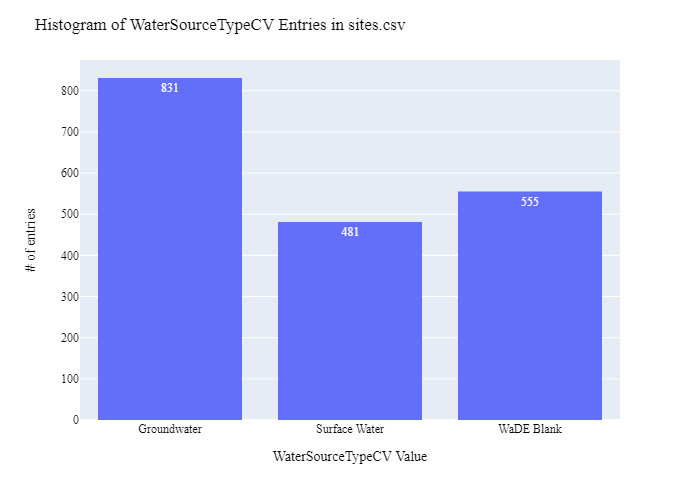 Histogram of WaterSourceTypeCV Entries in sites.csv
800
700
600
500
400
300
200
100
0
# of entries
831
481
555
Groundwater
Surface Water
WaDE Blank
WaterSourceTypeCV Value